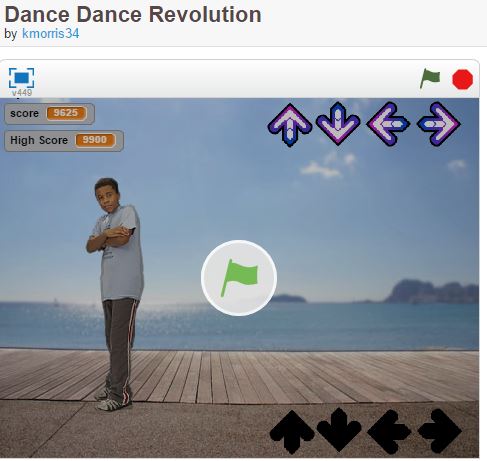 Dance Dance Revolution
by kmorris34
v449
score 9625
High Score 9900